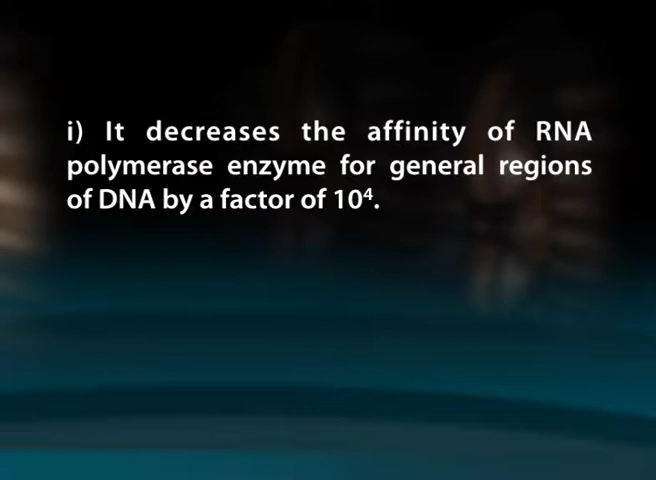 i) It decreases the affinity of RNA
polymerase enzyme for general regions
of DNA by a factor of 10⁴.